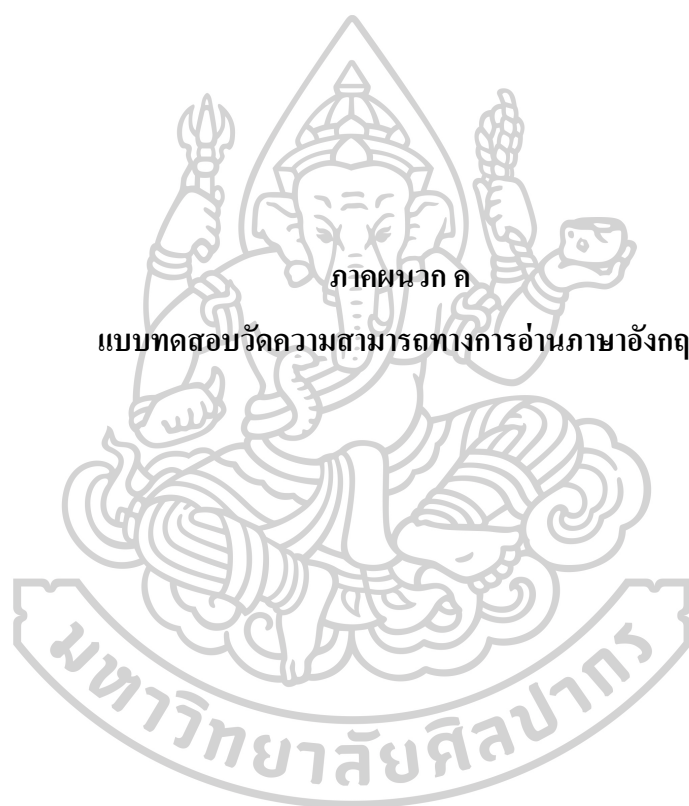 ภาคผนวก ค
แบบทดสอบวัดความสามารถทางการอ่านภาษาอังกฤ
มหาวิทยาลัยศิลปากร